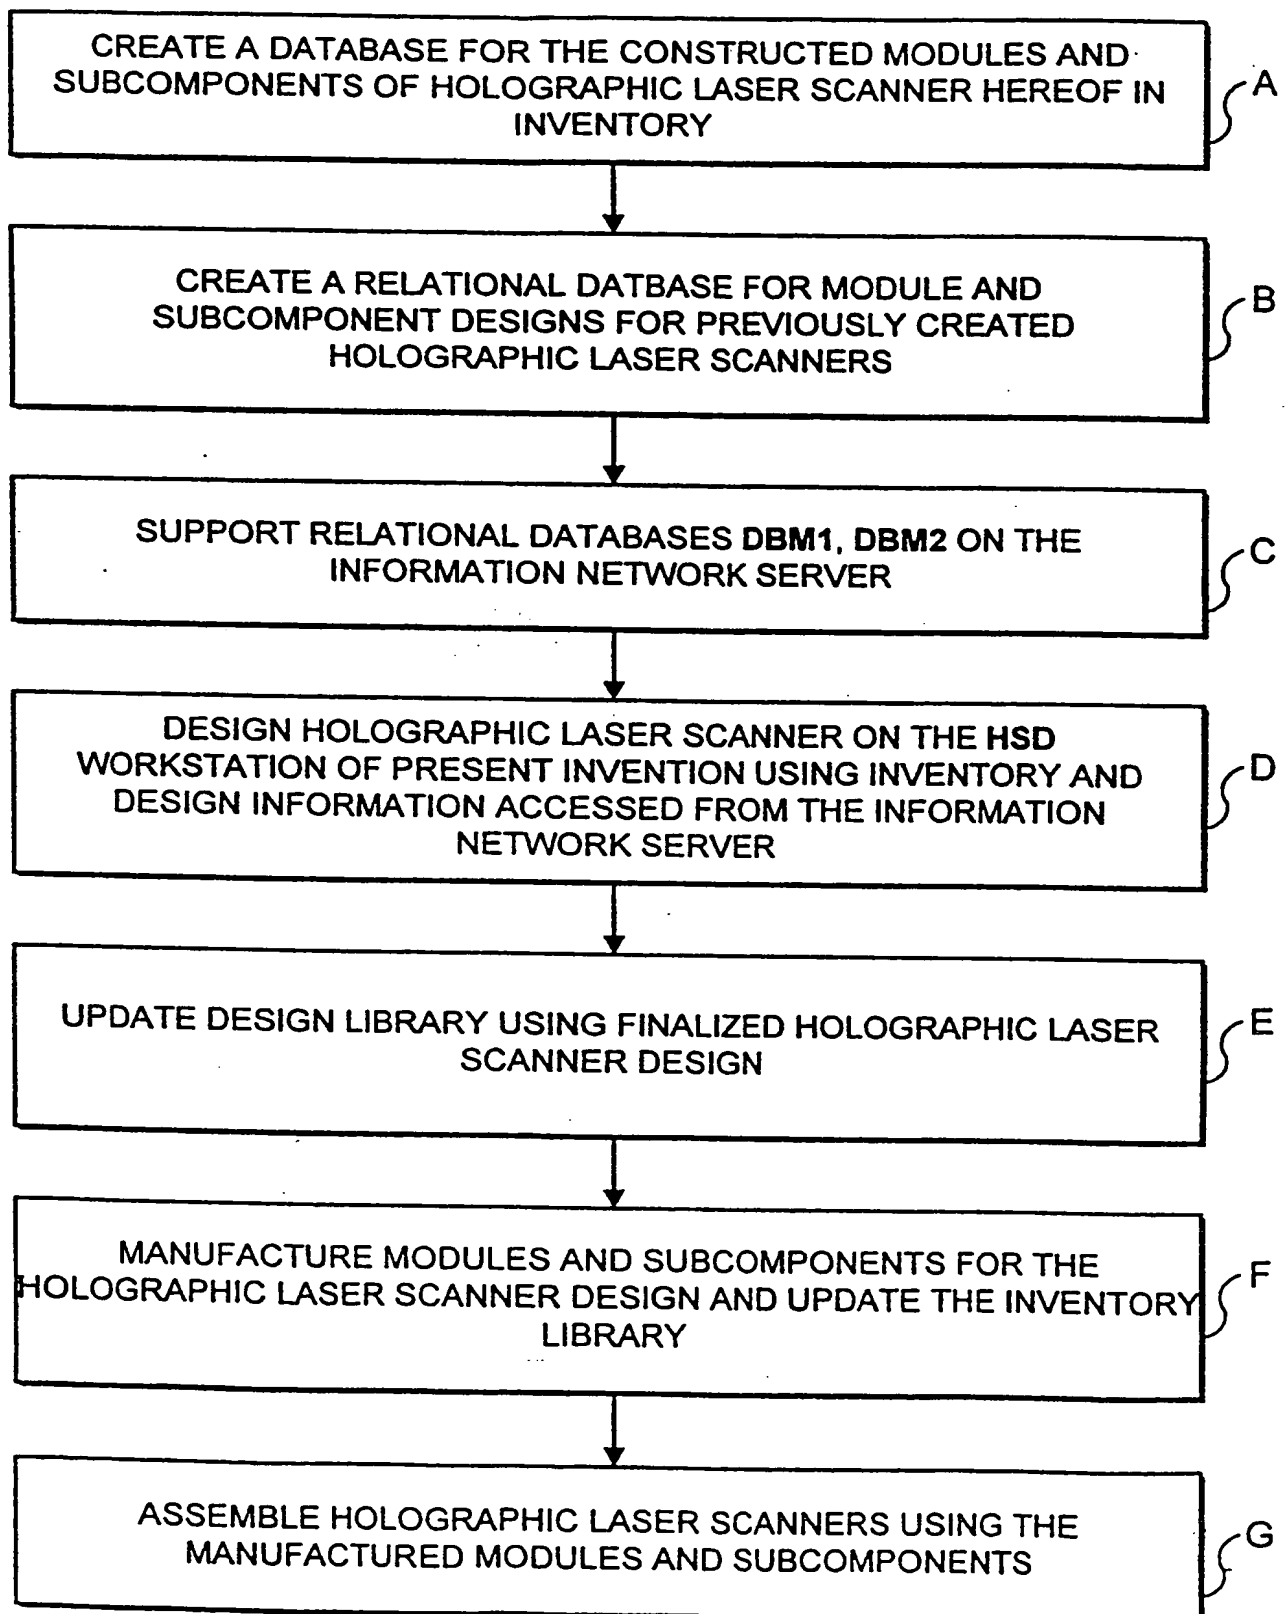 CREATE A DATABASE FOR THE CONSTRUCTED MODULES AND
SUBCOMPONENTS OF HOLOGRAPHIC LASER SCANNER HEREOF IN
INVENTORY
A
CREATE A RELATIONAL DATBASE FOR MODULE AND
SUBCOMPONENT DESIGNS FOR PREVIOUSLY CREATED
HOLOGRAPHIC LASER SCANNERS
B
SUPPORT RELATIONAL DATABASES DBM1, DBM2 ON THE
INFORMATION NETWORK SERVER
C
DESIGN HOLOGRAPHIC LASER SCANNER ON THE HSD
WORKSTATION OF PRESENT INVENTION USING INVENTORY AND
DESIGN INFORMATION ACCESSED FROM THE INFORMATION
NETWORK SERVER
D
UPDATE DESIGN LIBRARY USING FINALIZED HOLOGRAPHIC LASER
SCANNER DESIGN
E
MANUFACTURE MODULES AND SUBCOMPONENTS FOR THE
HOLOGRAPHIC LASER SCANNER DESIGN AND UPDATE THE INVENTORY
LIBRARY
F
ASSEMBLE HOLOGRAPHIC LASER SCANNERS USING THE
MANUFACTURED MODULES AND SUBCOMPONENTS
G